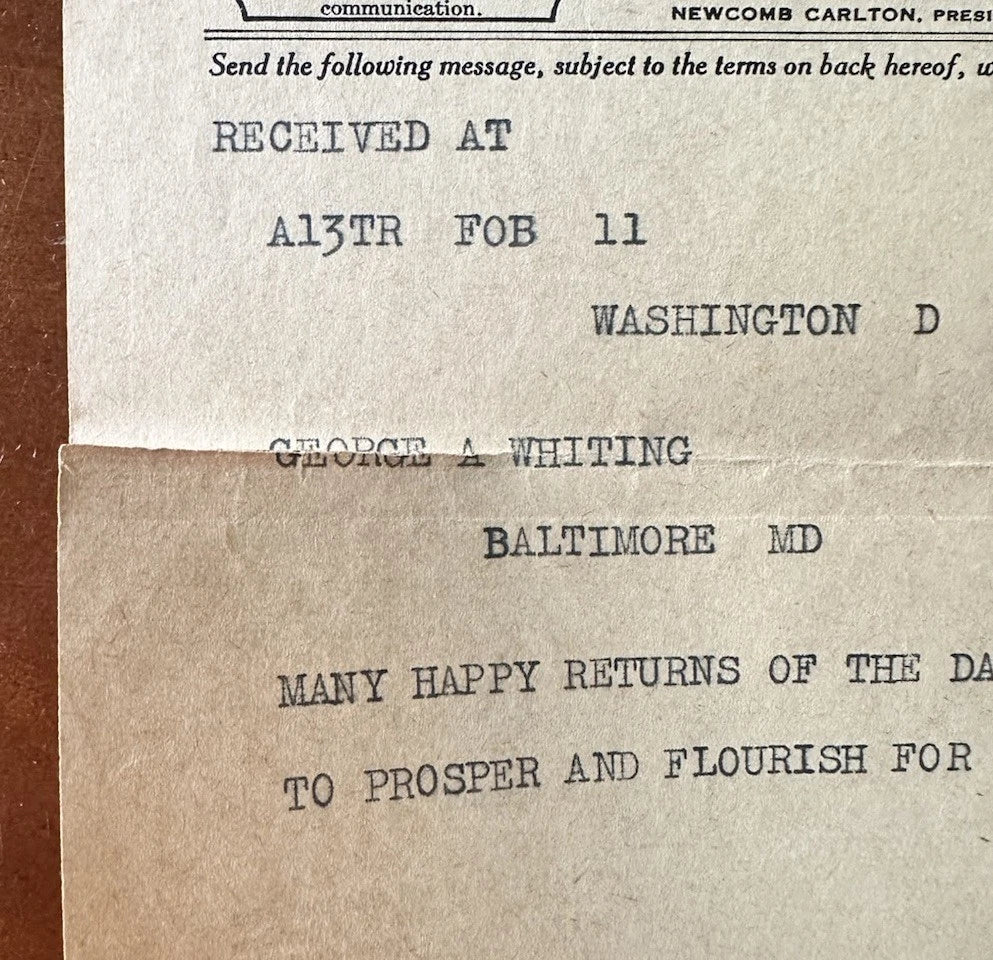 communication.
NEWCOMB CARLTON, PRESI
Send the following message, subject to the terms on back hereof, w
RECEIVED AT
A13TR FOB 11
WASHINGTON D
GEORGE A WHITING
BALTIMORE MD
MANY HAPPY RETURNS OF THE DA
TO PROSPER AND FLOURISH FOR